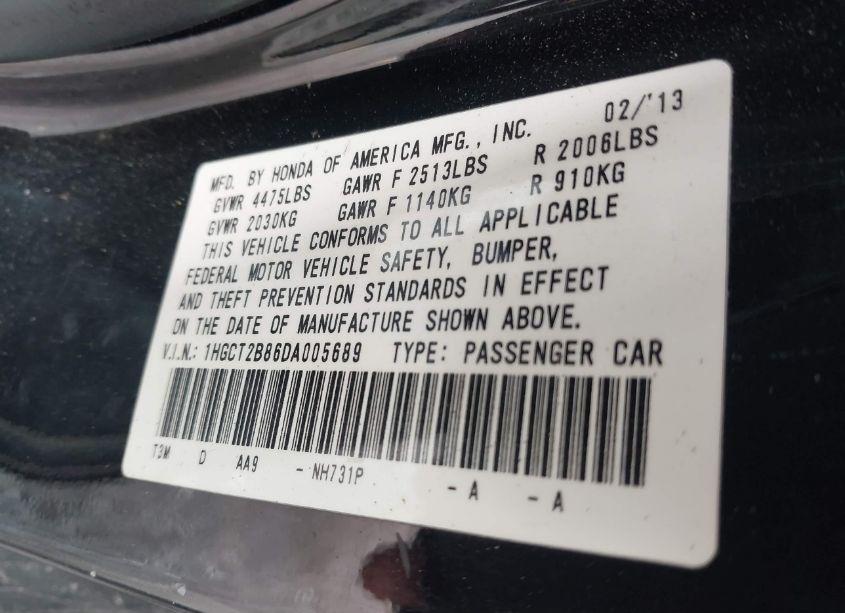 02/'13
MFD. BY HONDA OF AMERICA MFG., INC.
GVWR 4475LBS GAWR F 2513LBS R 2006LBS
GVWR 2030KG GAWR F 1140KG R 910KG
THIS VEHICLE CONFORMS TO ALL APPLICABLE
FEDERAL MOTOR VEHICLE SAFETY, BUMPER,
AND THEFT PREVENTION STANDARDS IN EFFECT
ON THE DATE OF MANUFACTURE SHOWN ABOVE.
V.I.N.: 1HGCT2B86DA005689 TYPE: PASSENGER CAR
T3M D AA9 - NH731P - A - A